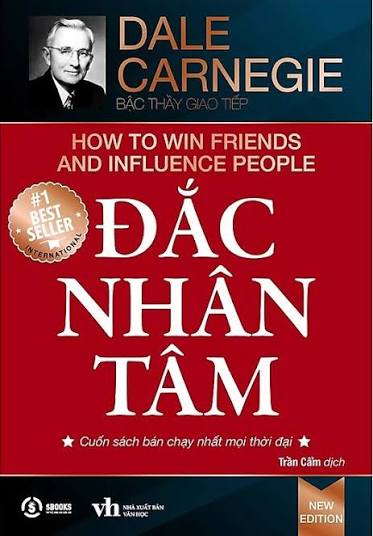 DALE
CARNEGIE
BẬC THẦY GIAO TIẾP
HOW TO WIN FRIENDS
AND INFLUENCE PEOPLE
#1
BEST
SELLER
INTERNATIONAL
ĐẮC
NHÂN
TÂM
Cuốn sách bán chạy nhất mọi thời đại
Trần Cẩm dịch
SBOOKS
vh NHÀ XUẤT BẢN
VĂN HỌC
NEW
EDITION